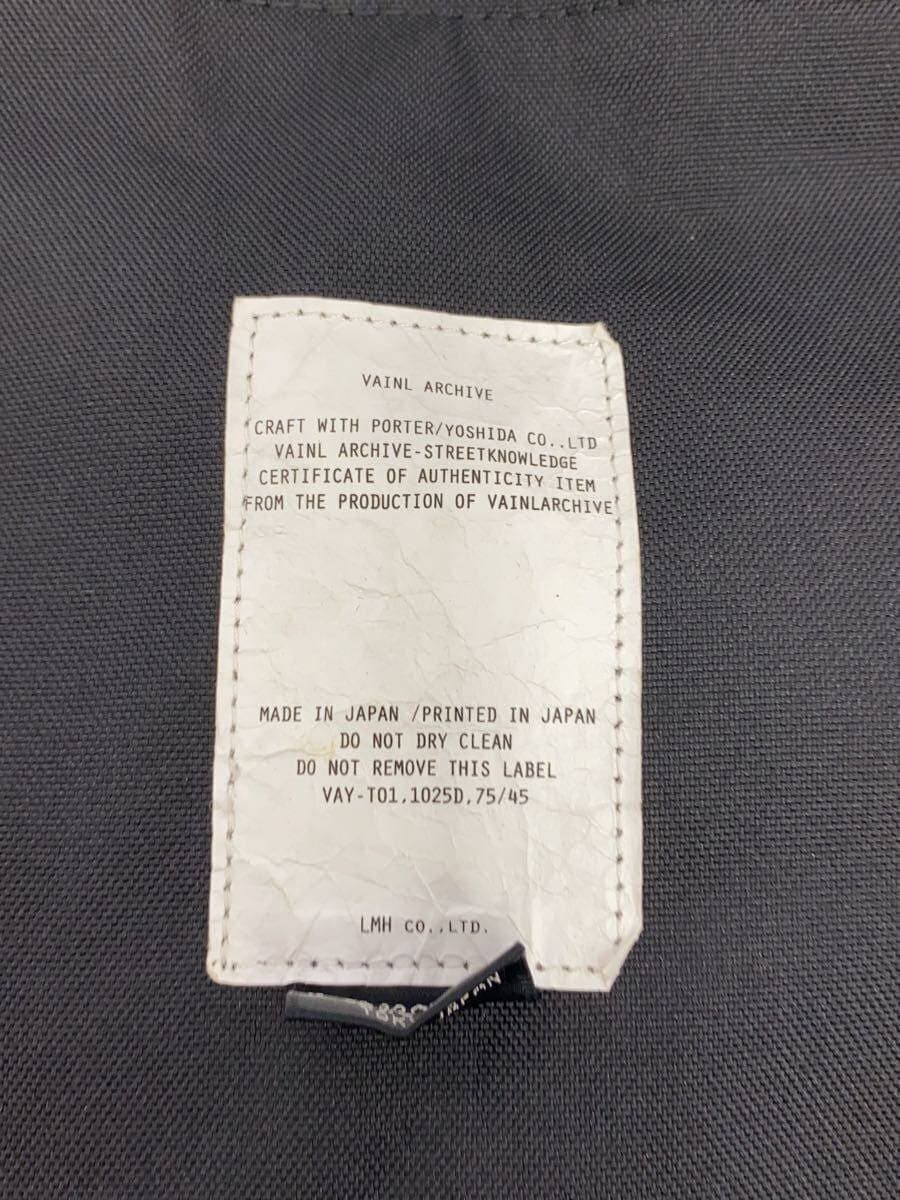 VAINL ARCHIVE
CRAFT WITH PORTER/YOSHIDA CO.,LTD
VAINL ARCHIVE-STREETKNOWLEDGE
CERTIFICATE OF AUTHENTICITY ITEM
FROM THE PRODUCTION OF VAINLARCHIVE
MADE IN JAPAN /PRINTED IN JAPAN
DO NOT DRY CLEAN
DO NOT REMOVE THIS LABEL
VAY-T01,1025D,75/45
LMH CO.,LTD.
JAPAN